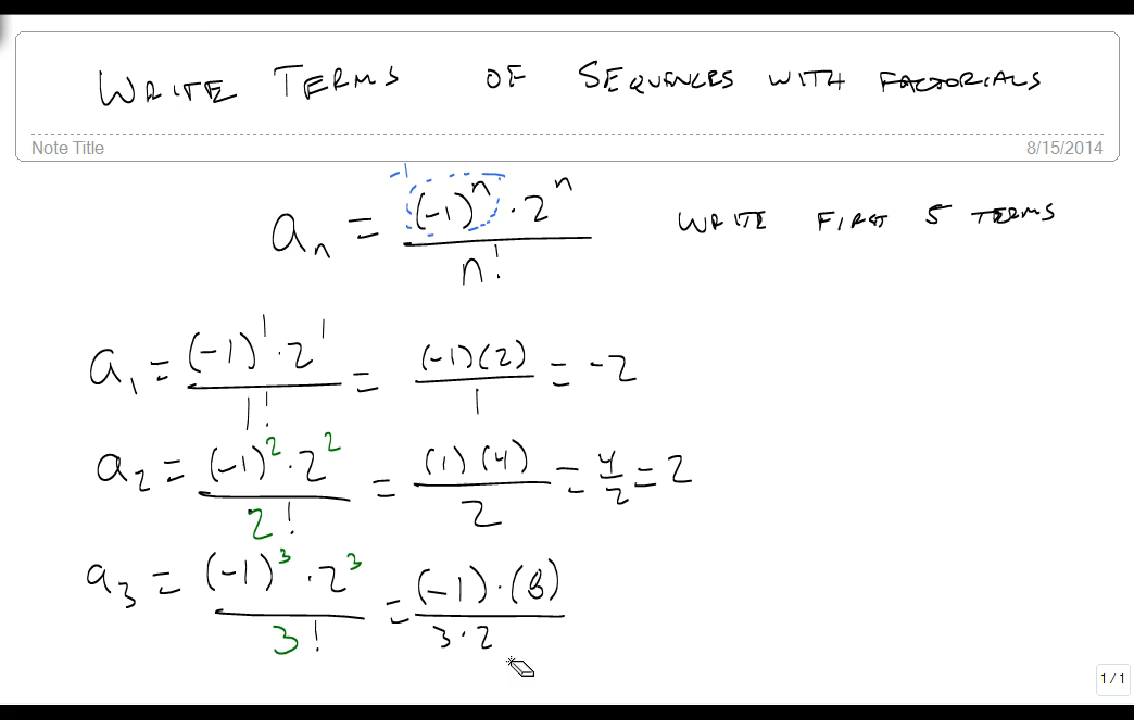 WRITE TERMS OF SEQUENCES WITH FACTORIALS
Note Title 8/15/2014
aₙ = (-1)ⁿ · 2ⁿ / n! WRITE FIRST 5 TERMS
-1
a₁ = (-1)¹ · 2¹ / 1! = (-1)(2) / 1 = -2
a₂ = (-1)² · 2² / 2! = (1)(4) / 2 = 4/2 = 2
a₃ = (-1)³ · 2³ / 3! = (-1) · (8) / 3 · 2
1/1